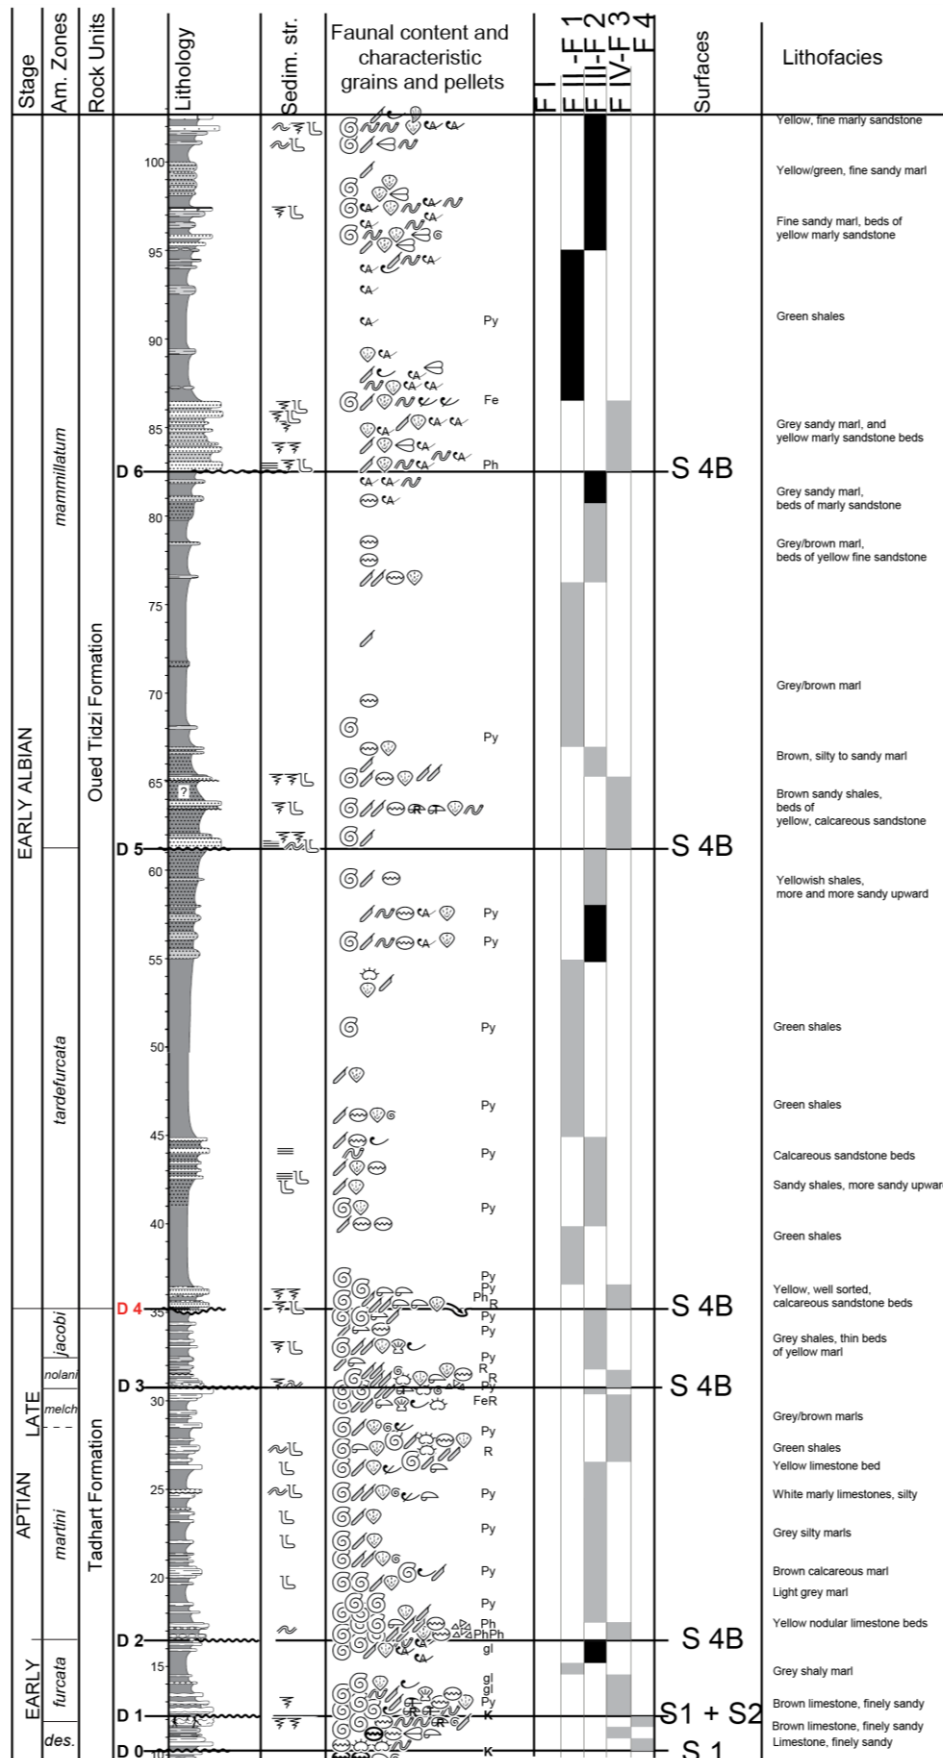 Stage
Am. Zones
Rock Units
Lithology
Sedim. str.
Faunal content and
characteristic
grains and pellets
F I
F II-F 1
F III-F 2
F IV-F 3
F 4
Surfaces
Lithofacies
EARLY ALBIAN
LATE
APTIAN
EARLY
mammillatum
tardefurcata
jacobi
nolani
melch
martini
furcata
des.
Oued Tidzi Formation
Tadhart Formation
100
95
90
85
80
75
70
65
60
55
50
45
40
35
30
25
20
15
10
?
D 6
D 5
D 4
D 3
D 2
D 1
D 0
Py
Fe
Ph
Py
Py
Py
Py
Py
Py
Py
Py
Py
Ph R
Py
Py
Py
R
R
Py
FeR
Py
R
Py
Py
Py
Py
Ph
PhPh
gl
gl
gl
Py
K
K
S 4B
S 4B
S 4B
S 4B
S 4B
S1 + S2
S 1
Yellow, fine marly sandstone
Yellow/green, fine sandy marl
Fine sandy marl, beds of
yellow marly sandstone
Green shales
Grey sandy marl, and
yellow marly sandstone beds
Grey sandy marl,
beds of marly sandstone
Grey/brown marl,
beds of yellow fine sandstone
Grey/brown marl
Brown, silty to sandy marl
Brown sandy shales,
beds of
yellow, calcareous sandstone
Yellowish shales,
more and more sandy upward
Green shales
Green shales
Calcareous sandstone beds
Sandy shales, more sandy upward
Green shales
Yellow, well sorted,
calcareous sandstone beds
Grey shales, thin beds
of yellow marl
Grey/brown marls
Green shales
Yellow limestone bed
White marly limestones, silty
Grey silty marls
Brown calcareous marl
Light grey marl
Yellow nodular limestone beds
Grey shaly marl
Brown limestone, finely sandy
Brown limestone, finely sandy
Limestone, finely sandy